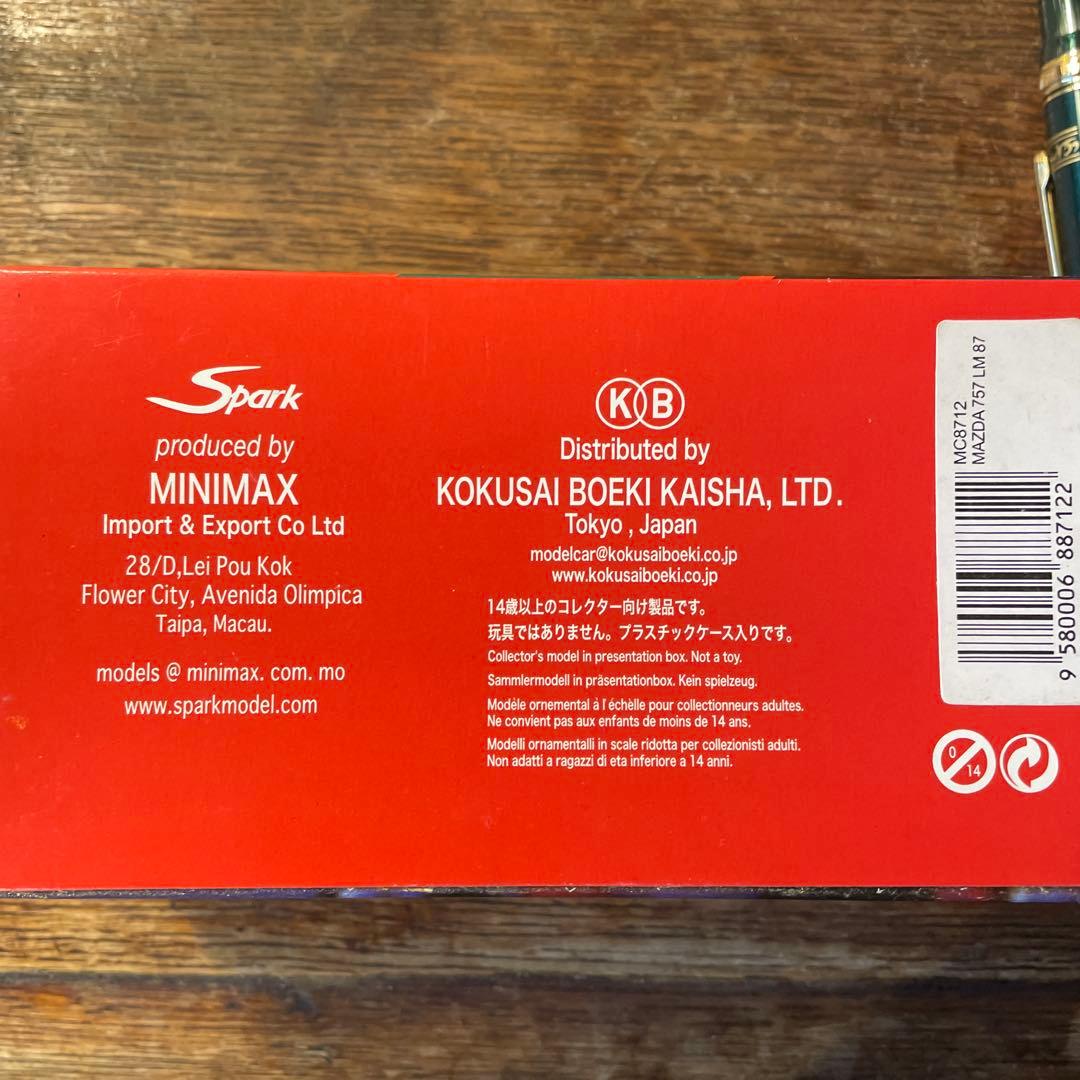 Spark
produced by
MINIMAX
Import & Export Co Ltd
28/D,Lei Pou Kok
Flower City, Avenida Olimpica
Taipa, Macau.
models @ minimax. com. mo
www.sparkmodel.com
KB
Distributed by
KOKUSAI BOEKI KAISHA, LTD.
Tokyo , Japan
modelcar@kokusaiboeki.co.jp
www.kokusaiboeki.co.jp
14歳以上のコレクター向け製品です。
玩具ではありません。プラスチックケース入りです。
Collector's model in presentation box. Not a toy.
Sammlermodell in präsentationbox. Kein spielzeug.
Modèle ornemental à l'échèlle pour collectionneurs adultes.
Ne convient pas aux enfants de moins de 14 ans.
Modelli ornamentalli in scale ridotta per collezionisti adulti.
Non adatti a ragazzi di eta inferiore a 14 anni.
MC8712
MAZDA 757 LM 87
9 580006 887122
0
14